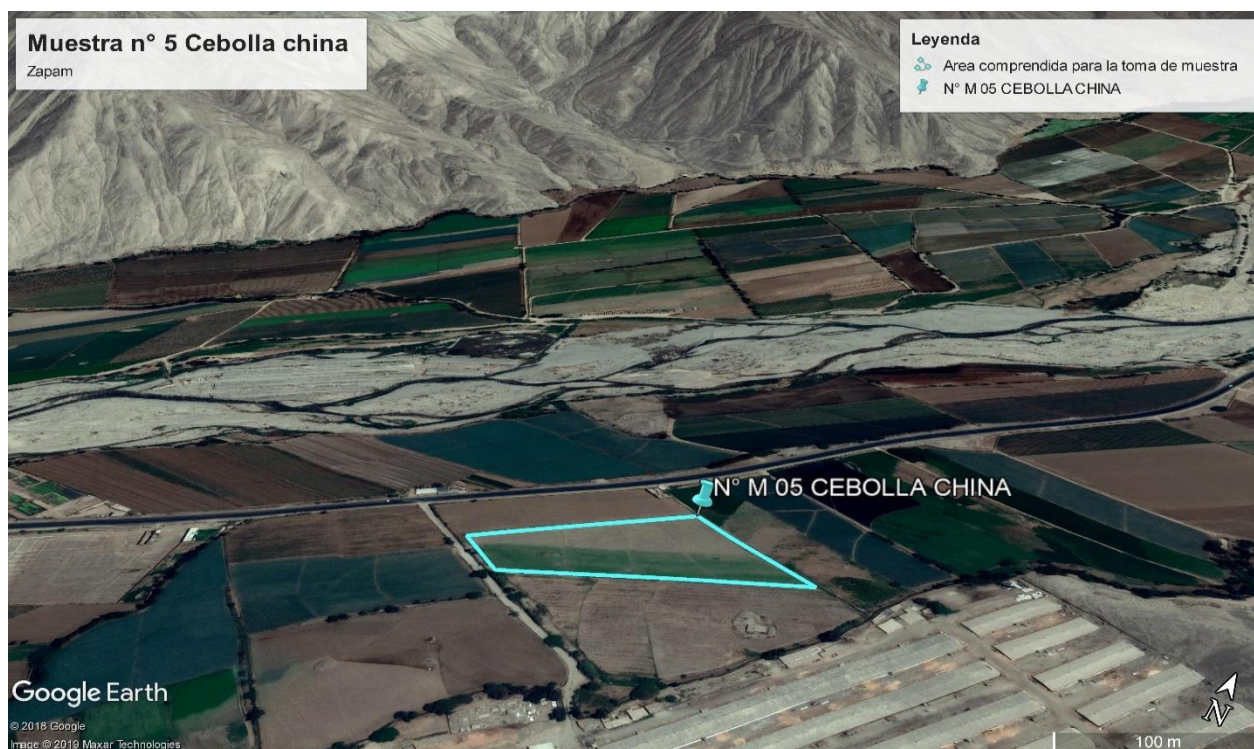 Muestra n° 5 Cebolla china
Zapam
Leyenda
Area comprendida para la toma de muestra
N° M 05 CEBOLLA CHINA
N° M 05 CEBOLLA CHINA
Google Earth
© 2018 Google
Image © 2019 Maxar Technologies
N
100 m